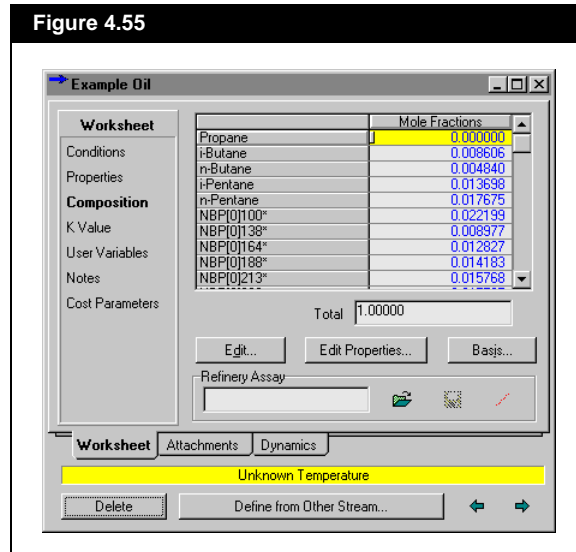 Figure 4.55
Example Oil
Worksheet
Conditions
Properties
Composition
K Value
User Variables
Notes
Cost Parameters
Mole Fractions
Propane 0.000000
i-Butane 0.008606
n-Butane 0.004840
i-Pentane 0.013698
n-Pentane 0.017675
NBP[0]100* 0.022199
NBP[0]138* 0.008977
NBP[0]164* 0.012827
NBP[0]188* 0.014183
NBP[0]213* 0.015768
Total 1.00000
Edit... Edit Properties... Basis...
Refinery Assay
Worksheet Attachments Dynamics
Unknown Temperature
Delete Define from Other Stream...